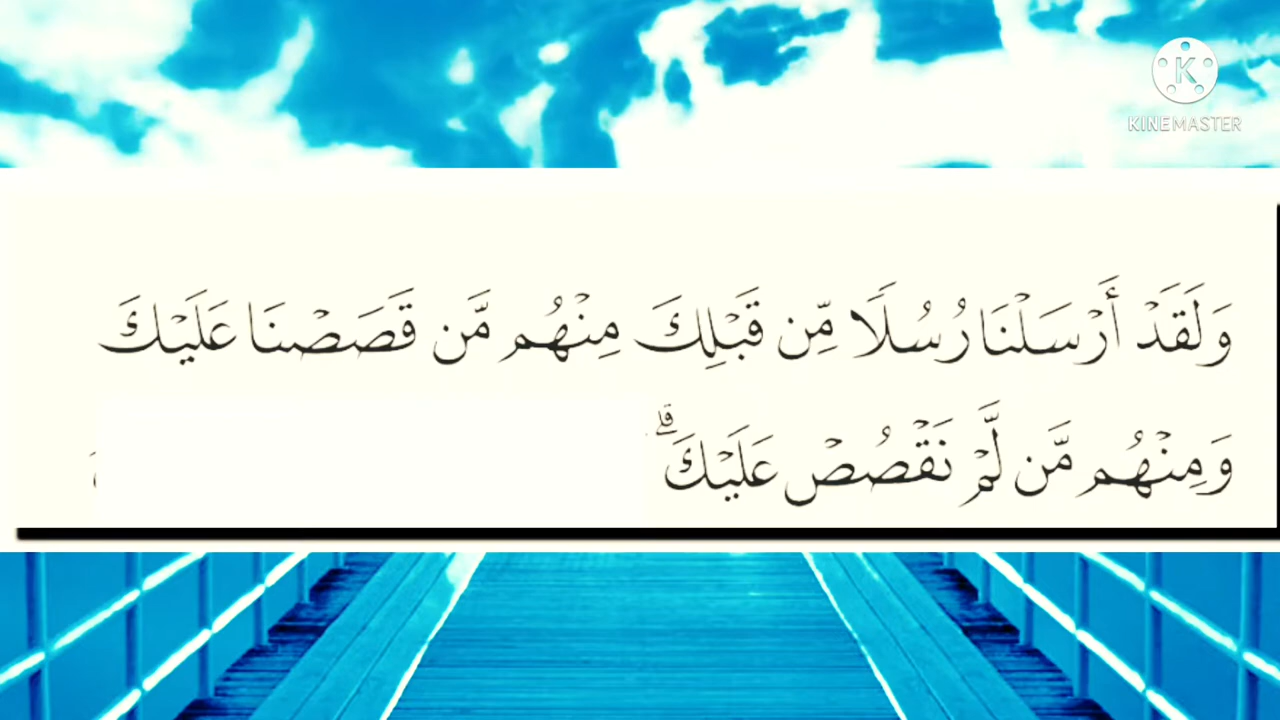 KINEMASTER
وَلَقَدْ أَرْسَلْنَا رُسُلًا مِّن قَبْلِكَ مِنْهُم مَّن قَصَصْنَا عَلَيْكَ
وَمِنْهُم مَّن لَّمْ نَقْصُصْ عَلَيْكَ ۗ